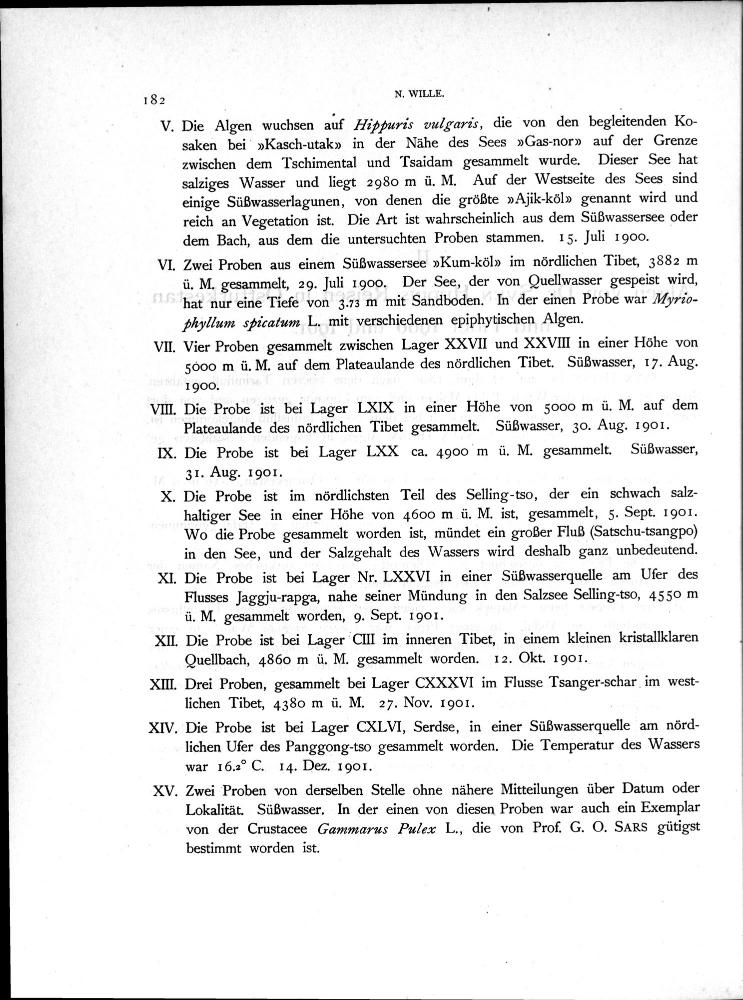 182
N. WILLE.
V. Die Algen wuchsen auf Hippuris vulgaris, die von den begleitenden Ko-
saken bei »Kasch-utak» in der Nähe des Sees »Gas-nor» auf der Grenze
zwischen dem Tschimental und Tsaidam gesammelt wurde. Dieser See hat
salziges Wasser und liegt 2980 m ü. M. Auf der Westseite des Sees sind
einige Süßwasserlagunen, von denen die größte »Ajik-köl» genannt wird und
reich an Vegetation ist. Die Art ist wahrscheinlich aus dem Süßwassersee oder
dem Bach, aus dem die untersuchten Proben stammen. 15. Juli 1900.
VI. Zwei Proben aus einem Süßwassersee »Kum-köl» im nördlichen Tibet, 3882 m
ü. M. gesammelt, 29. Juli 1900. Der See, der von Quellwasser gespeist wird,
hat nur eine Tiefe von 3.73 m mit Sandboden. In der einen Probe war Myrio-
phyllum spicatum L. mit verschiedenen epiphytischen Algen.
VII. Vier Proben gesammelt zwischen Lager XXVII und XXVIII in einer Höhe von
5000 m ü. M. auf dem Plateaulande des nördlichen Tibet. Süßwasser, 17. Aug.
1900.
VIII. Die Probe ist bei Lager LXIX in einer Höhe von 5000 m ü. M. auf dem
Plateaulande des nördlichen Tibet gesammelt. Süßwasser, 30. Aug. 1901.
IX. Die Probe ist bei Lager LXX ca. 4900 m ü. M. gesammelt. Süßwasser,
31. Aug. 1901.
X. Die Probe ist im nördlichsten Teil des Selling-tso, der ein schwach salz-
haltiger See in einer Höhe von 4600 m ü. M. ist, gesammelt, 5. Sept. 1901.
Wo die Probe gesammelt worden ist, mündet ein großer Fluß (Satschu-tsangpo)
in den See, und der Salzgehalt des Wassers wird deshalb ganz unbedeutend.
XI. Die Probe ist bei Lager Nr. LXXVI in einer Süßwasserquelle am Ufer des
Flusses Jaggju-rapga, nahe seiner Mündung in den Salzsee Selling-tso, 4550 m
ü. M. gesammelt worden, 9. Sept. 1901.
XII. Die Probe ist bei Lager CIII im inneren Tibet, in einem kleinen kristallklaren
Quellbach, 4860 m ü. M. gesammelt worden. 12. Okt. 1901.
XIII. Drei Proben, gesammelt bei Lager CXXXVI im Flusse Tsanger-schar im west-
lichen Tibet, 4380 m ü. M. 27. Nov. 1901.
XIV. Die Probe ist bei Lager CXLVI, Serdse, in einer Süßwasserquelle am nörd-
lichen Ufer des Panggong-tso gesammelt worden. Die Temperatur des Wassers
war 16.2° C. 14. Dez. 1901.
XV. Zwei Proben von derselben Stelle ohne nähere Mitteilungen über Datum oder
Lokalität. Süßwasser. In der einen von diesen Proben war auch ein Exemplar
von der Crustacee Gammarus Pulex L., die von Prof. G. O. SARS gütigst
bestimmt worden ist.